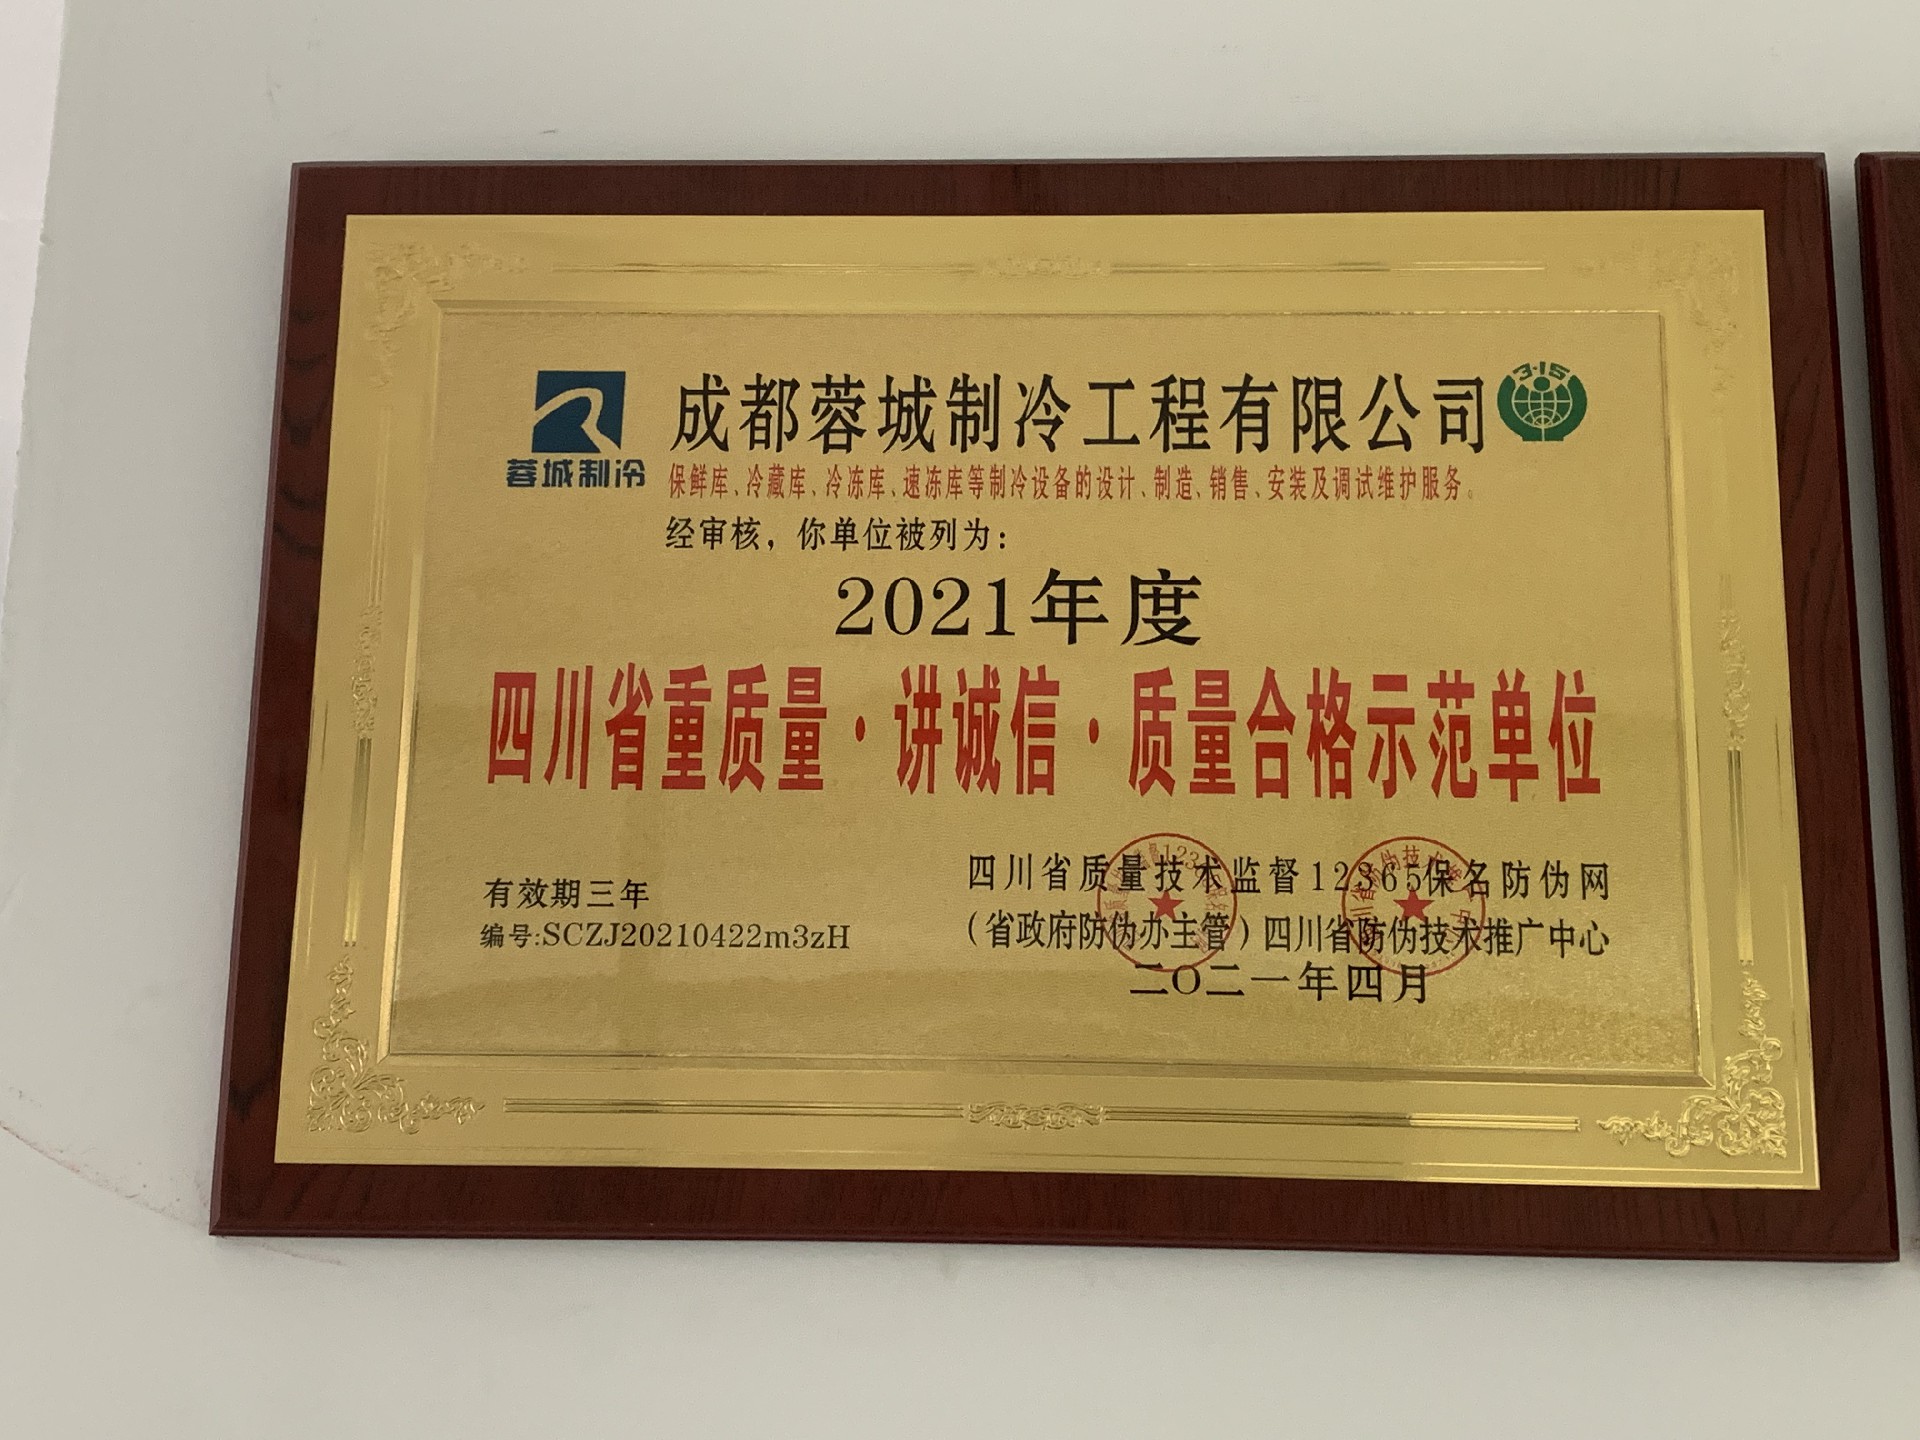 成都蓉城制冷工程有限公司
3·15
蓉城制冷
保鲜库、冷藏库、冷冻库、速冻库等制冷设备的设计、制造、销售、安装及调试维护服务。
经审核，你单位被列为：
2021年度
四川省重质量·讲诚信·质量合格示范单位
有效期三年
编号:SCZJ20210422m3zH
四川省质量技术监督12365保名防伪网
（省政府防伪办主管）四川省防伪技术推广中心
二〇二一年四月